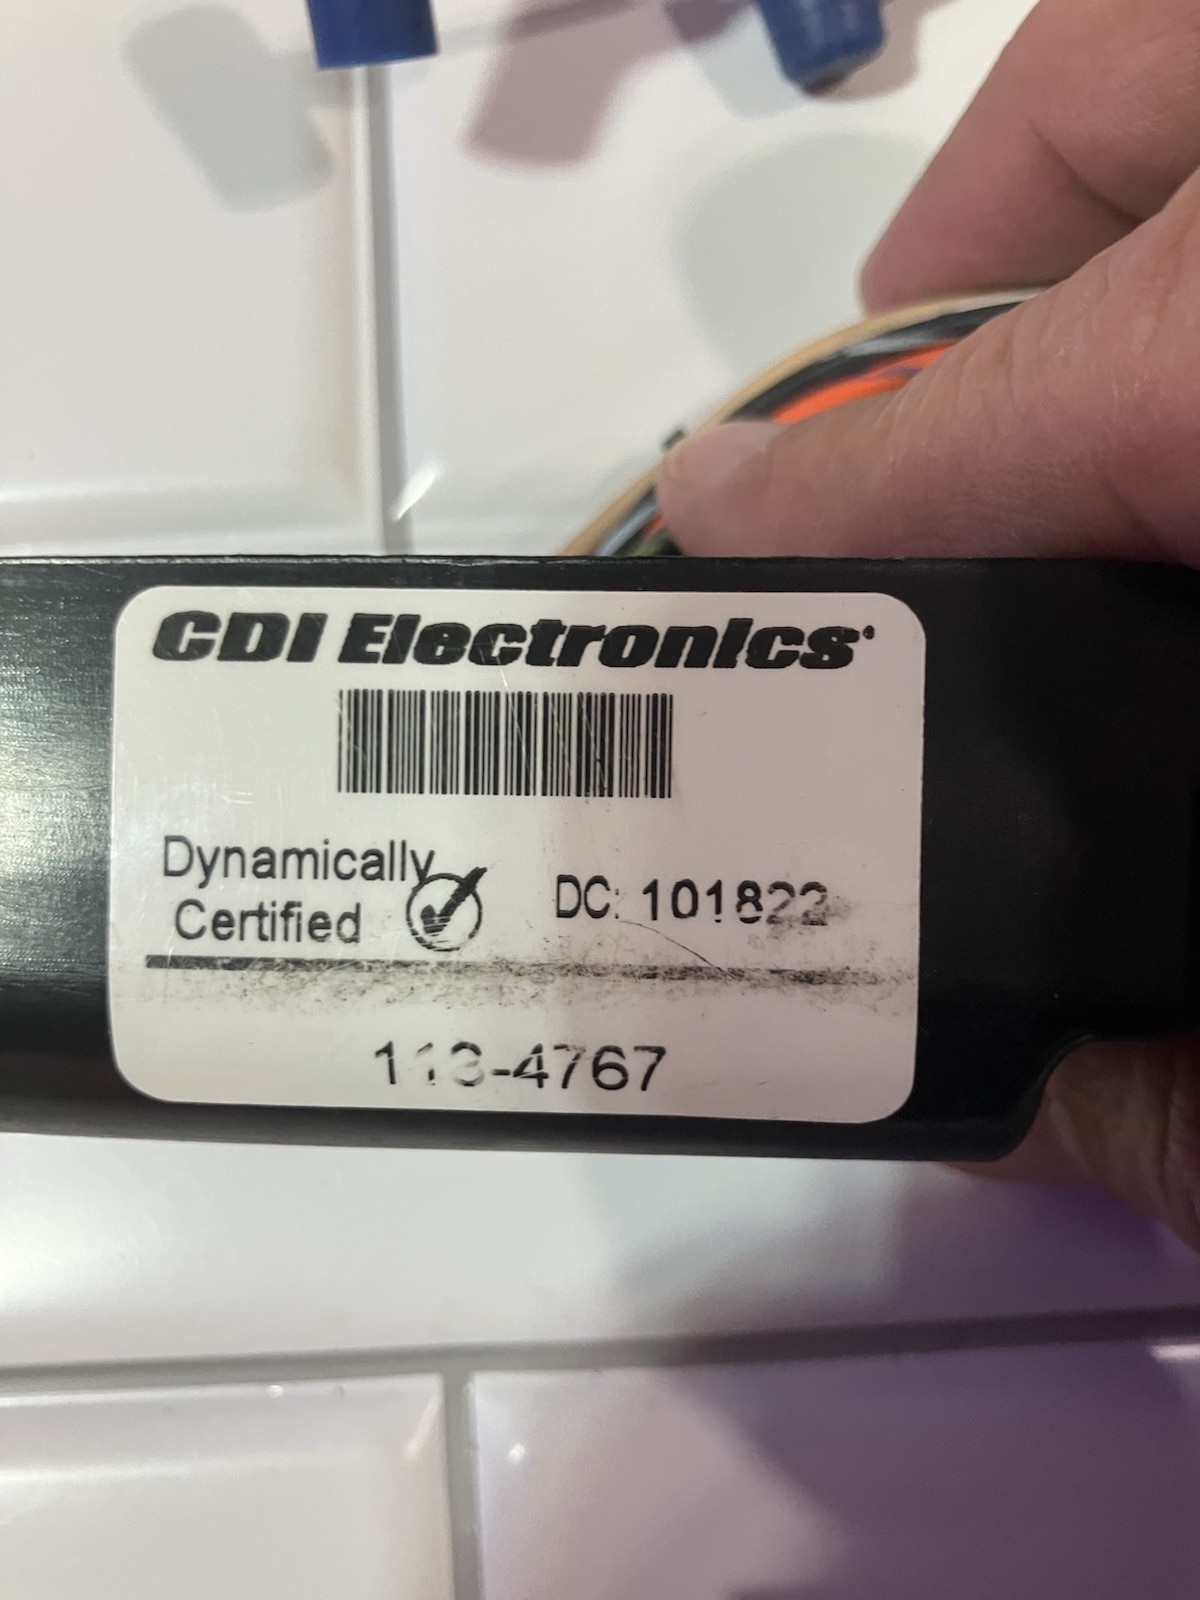 CDI Electronics
Dynamically
Certified
DC: 101822
113-4767